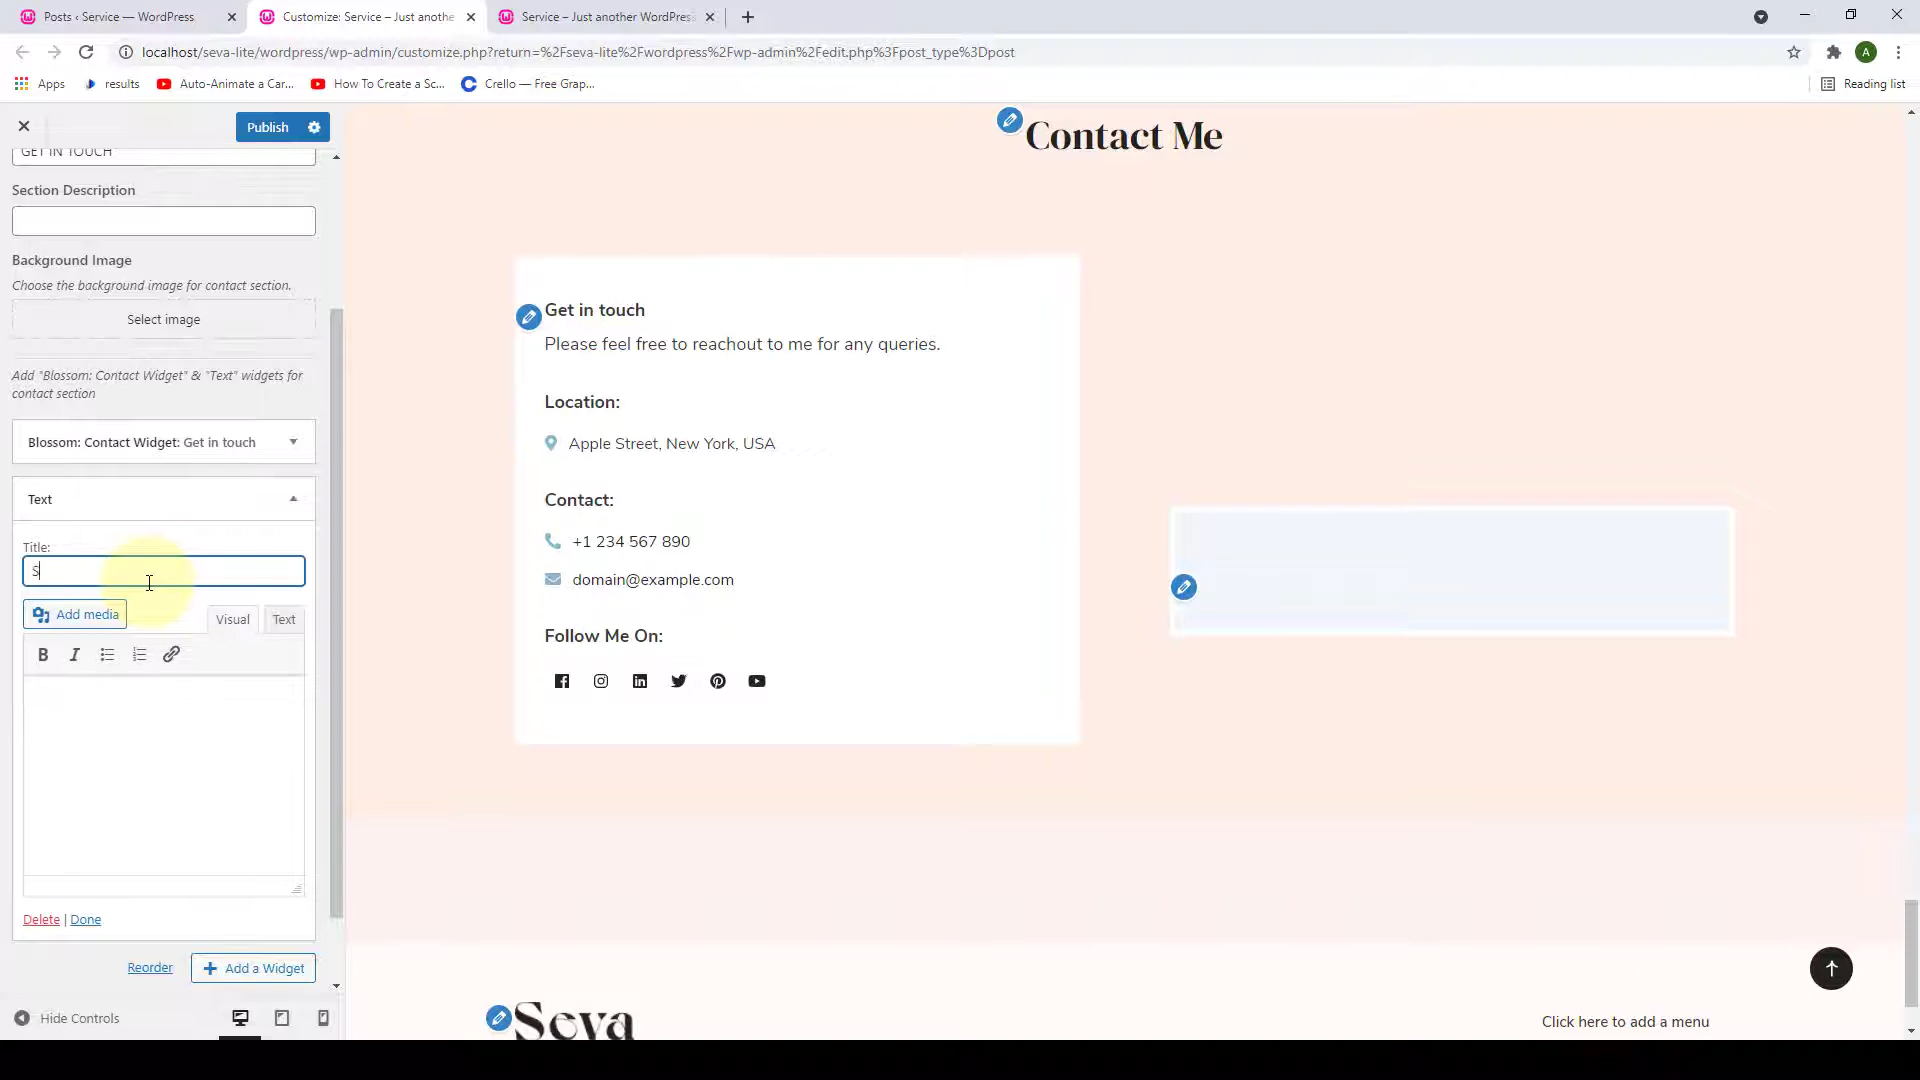 Posts ‹ Service — WordPress
Customize: Service – Just anothe
Service – Just another WordPress
localhost/seva-lite/wordpress/wp-admin/customize.php?return=%2Fseva-lite%2Fwordpress%2Fwp-admin%2Fedit.php%3Fpost_type%3Dpost
A
Apps
results
Auto-Animate a Car...
How To Create a Sc...
Crello — Free Grap...
Reading list
Publish
GET IN TOUCH
Section Description
Background Image
Choose the background image for contact section.
Select image
Add "Blossom: Contact Widget" & "Text" widgets for
contact section
Blossom: Contact Widget: Get in touch
Text
Title:
S
Add media
Visual
Text
B I
Delete | Done
Reorder
Add a Widget
Hide Controls
Contact Me
Get in touch
Please feel free to reachout to me for any queries.
Location:
Apple Street, New York, USA
Contact:
+1 234 567 890
domain@example.com
Follow Me On:
Seva
Click here to add a menu